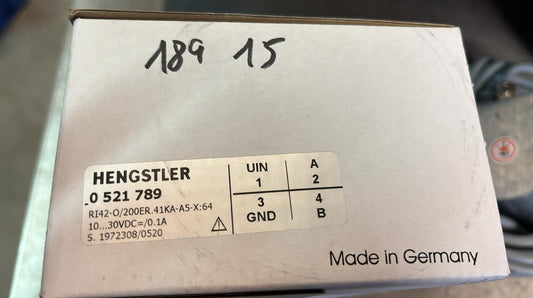 189 15
HENGSTLER
0 521 789
RI42-O/200ER.41KA-A5-X:64
10...30VDC=/0.1A
S. 1972308/0520
UIN A
1 2
3 4
GND B
Made in Germany